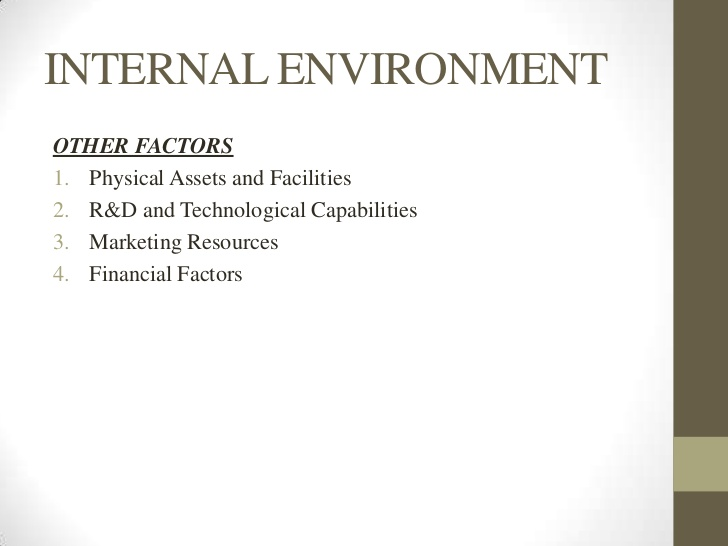 INTERNAL ENVIRONMENT
OTHER FACTORS
1. Physical Assets and Facilities
2. R&D and Technological Capabilities
3. Marketing Resources
4. Financial Factors